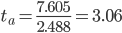 t_a = \frac{7.605}{2.488} = 3.06